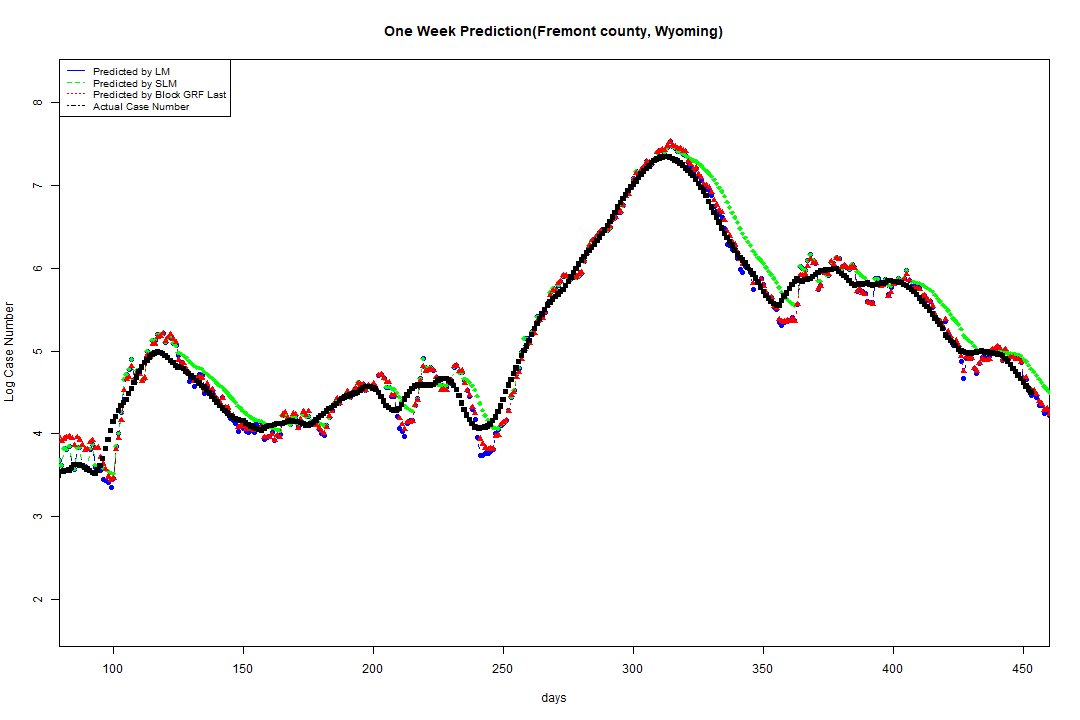 One Week Prediction(Fremont county, Wyoming)
Predicted by LM
Predicted by SLM
Predicted by Block GRF Last
Actual Case Number
8
7
6
5
4
3
2
Log Case Number
100 150 200 250 300 350 400 450
days